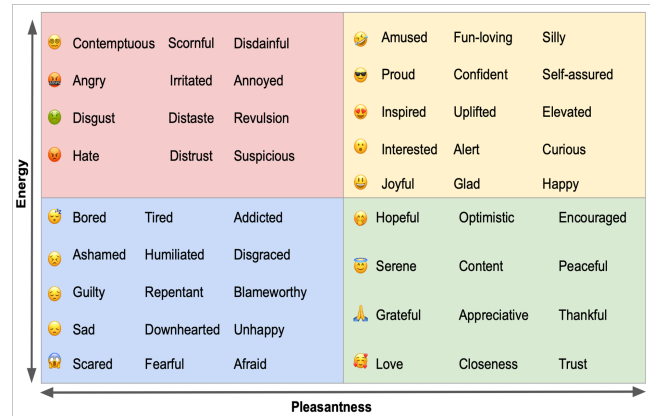 Energy
Contemptuous Scornful Disdainful
Angry Irritated Annoyed
Disgust Distaste Revulsion
Hate Distrust Suspicious
Amused Fun-loving Silly
Proud Confident Self-assured
Inspired Uplifted Elevated
Interested Alert Curious
Joyful Glad Happy
Bored Tired Addicted
Ashamed Humiliated Disgraced
Guilty Repentant Blameworthy
Sad Downhearted Unhappy
Scared Fearful Afraid
Hopeful Optimistic Encouraged
Serene Content Peaceful
Grateful Appreciative Thankful
Love Closeness Trust
Pleasantness